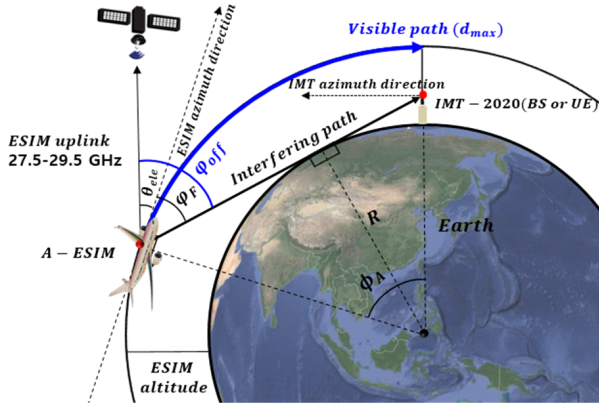 Visible path (d_max)
ESIM azimuth direction
IMT azimuth direction
IMT − 2020(BS or UE)
ESIM uplink
27.5-29.5 GHz
θ_ele
φ_F
φ_off
Interfering path
A − ESIM
R
Earth
ϕ_A
ESIM
altitude